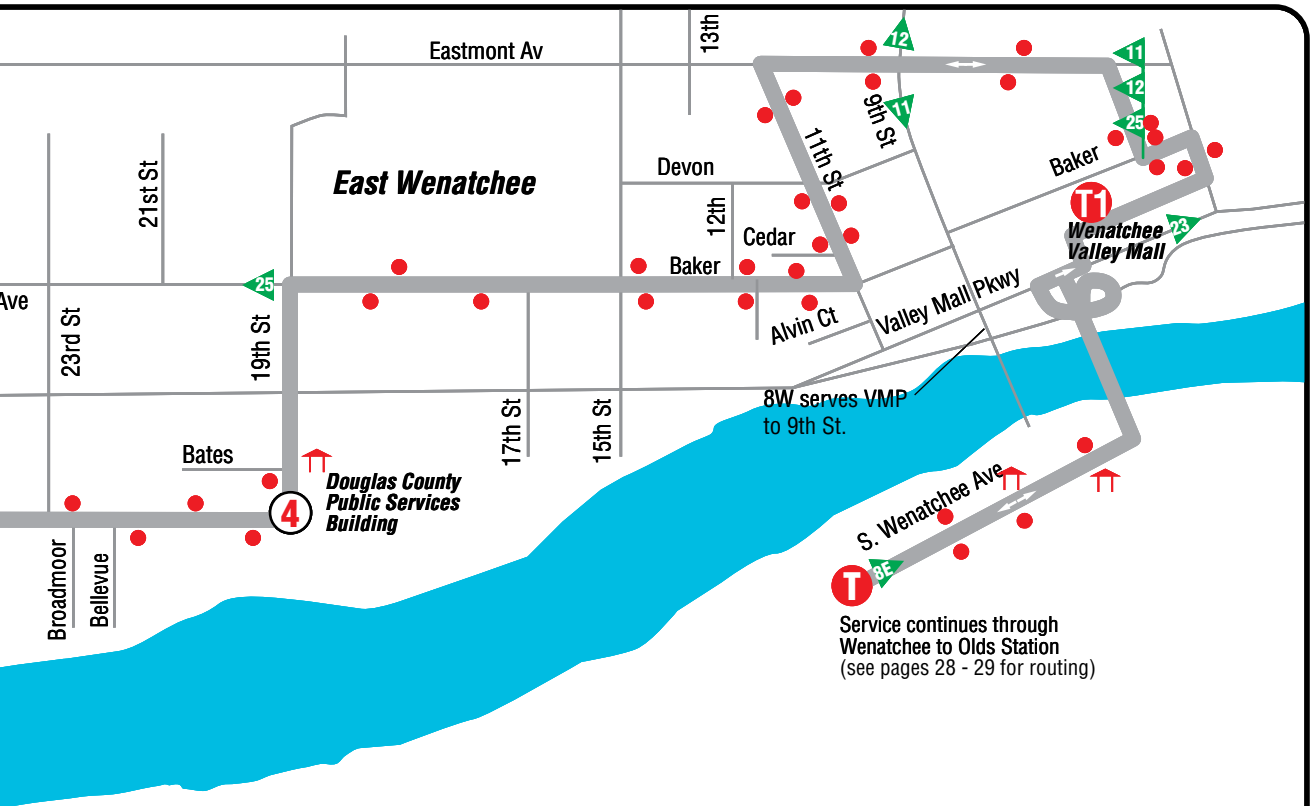 13th
Eastmont Av
12
11
11
12
25
9th St
11th St
21st St
East Wenatchee
Devon
12th
Baker
T1
Wenatchee
Valley Mall
23
Cedar
Baker
25
Ave
23rd St
19th St
Alvin Ct
Valley Mall Pkwy
8W serves VMP
to 9th St.
17th St
15th St
Bates
Douglas County
Public Services
Building
4
Broadmoor
Bellevue
S. Wenatchee Ave
8E
T
Service continues through
Wenatchee to Olds Station
(see pages 28 - 29 for routing)